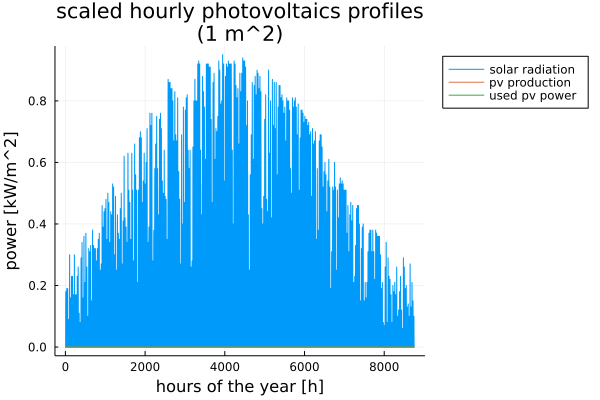 scaled hourly photovoltaics profiles
(1 m^2)
solar radiation
pv production
used pv power
power [kW/m^2]
0.8
0.6
0.4
0.2
0.0
0 2000 4000 6000 8000
hours of the year [h]